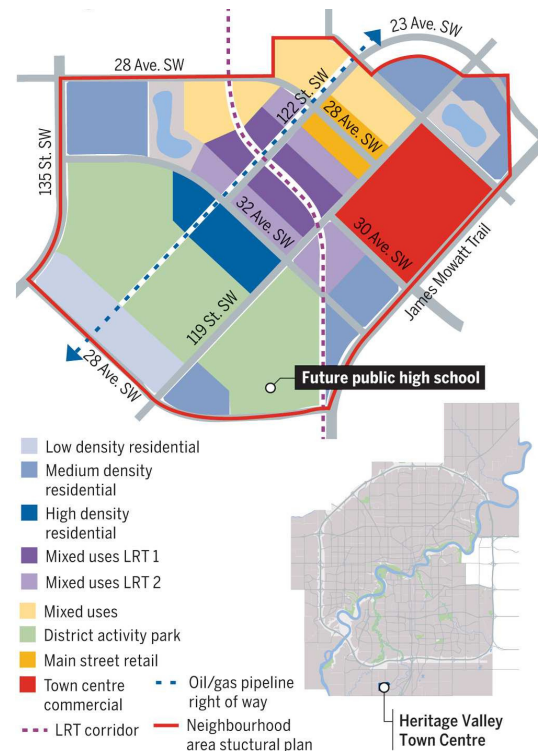 23 Ave. SW
28 Ave. SW
122 St. SW
28 Ave. SW
135 St. SW
32 Ave. SW
30 Ave. SW
James Mowatt Trail
119 St. SW
28 Ave. SW
Future public high school
Low density residential
Medium density
residential
High density
residential
Mixed uses LRT 1
Mixed uses LRT 2
Mixed uses
District activity park
Main street retail
Town centre
commercial
Oil/gas pipeline
right of way
LRT corridor
Neighbourhood
area stuctural plan
Heritage Valley
Town Centre